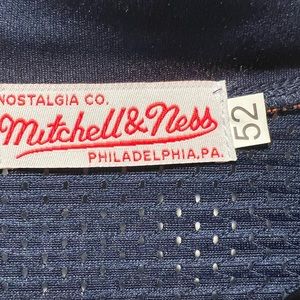 NOSTALGIA CO.
Mitchell & Ness
PHILADELPHIA, PA.
52